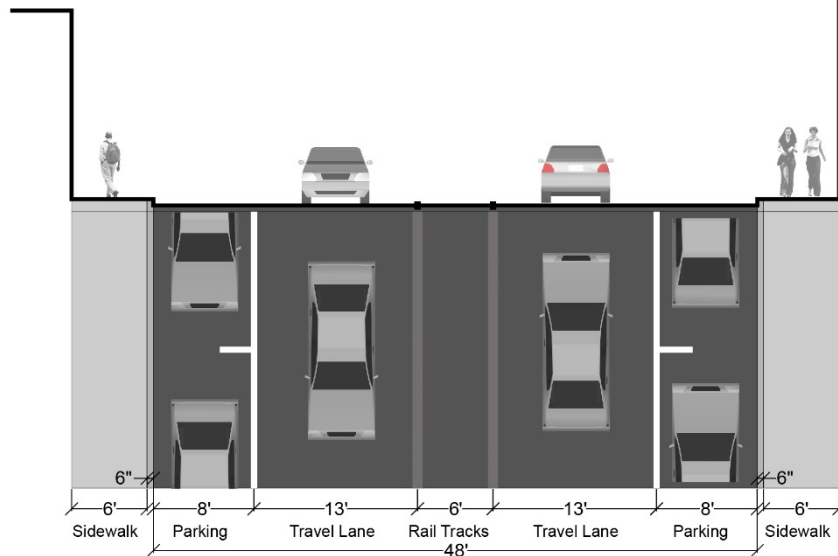 6" 6"
6' 8' 13' 6' 13' 8' 6'
Sidewalk Parking Travel Lane Rail Tracks Travel Lane Parking Sidewalk
48'